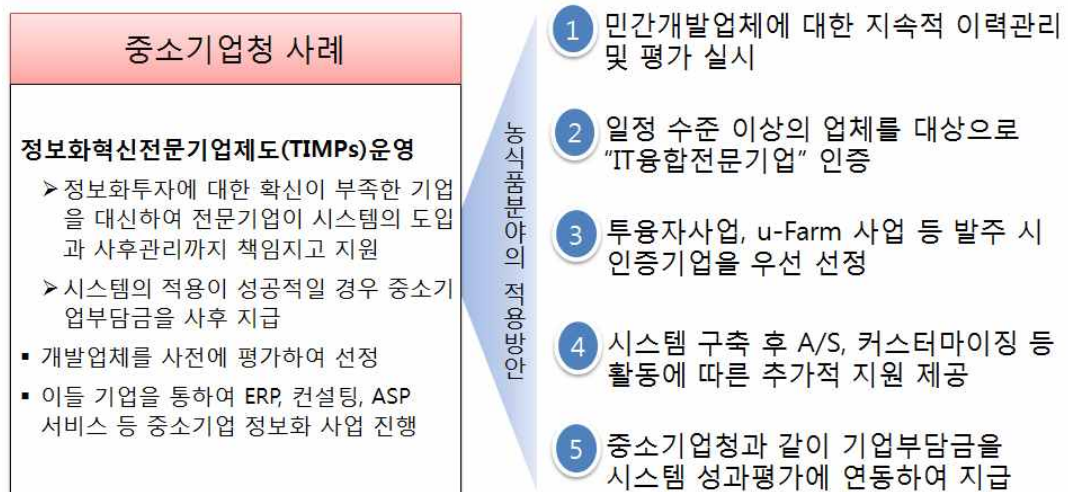 중소기업청 사례
정보화혁신전문기업제도(TIMPs)운영
➤정보화투자에 대한 확신이 부족한 기업
을 대신하여 전문기업이 시스템의 도입
과 사후관리까지 책임지고 지원
➤시스템의 적용이 성공적일 경우 중소기
업부담금을 사후 지급
▪ 개발업체를 사전에 평가하여 선정
▪ 이들 기업을 통하여 ERP, 컨설팅, ASP
서비스 등 중소기업 정보화 사업 진행
농식품분야의 적용방안
1 민간개발업체에 대한 지속적 이력관리
및 평가 실시
2 일정 수준 이상의 업체를 대상으로
“IT융합전문기업” 인증
3 투융자사업, u-Farm 사업 등 발주 시
인증기업을 우선 선정
4 시스템 구축 후 A/S, 커스터마이징 등
활동에 따른 추가적 지원 제공
5 중소기업청과 같이 기업부담금을
시스템 성과평가에 연동하여 지급